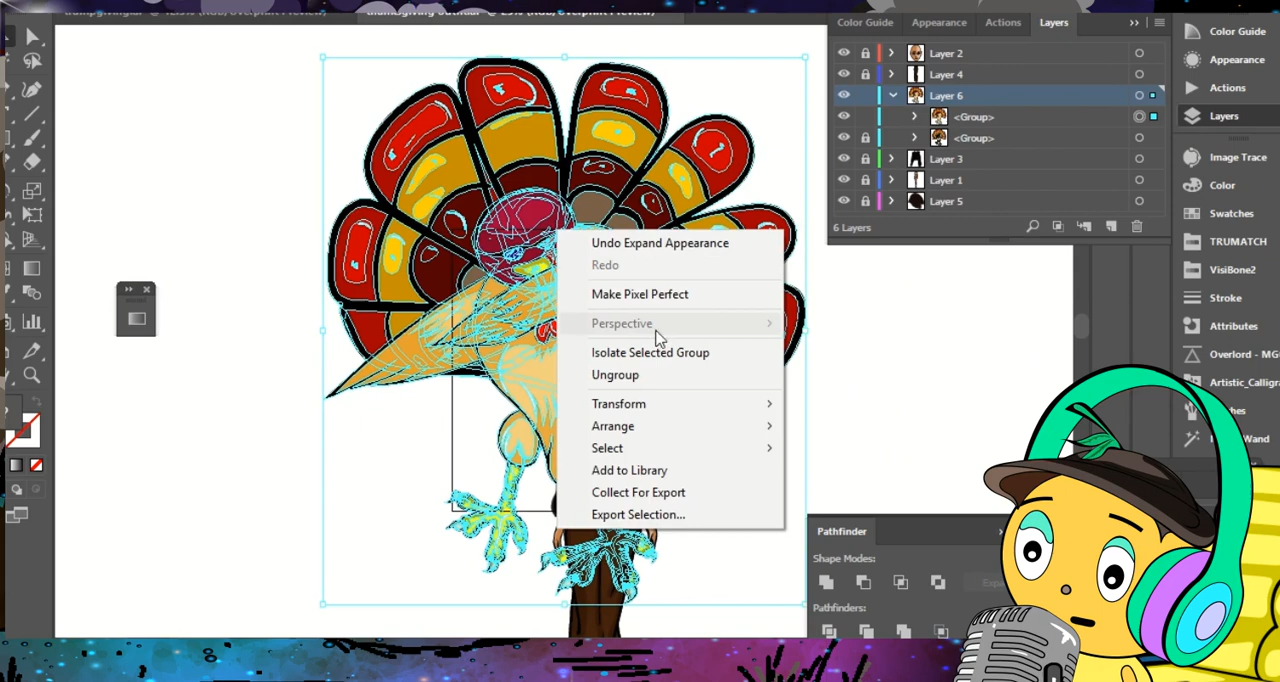 Color Guide Appearance Actions Layers
Layer 2
Layer 4
Layer 6
<Group>
<Group>
Layer 3
Layer 1
Layer 5
6 Layers
Color Guide
Appearance
Actions
Layers
Image Trace
Color
Swatches
TRUMATCH
VisiBone2
Stroke
Attributes
Overlord - MG
Artistic_Calligra
Undo Expand Appearance
Redo
Make Pixel Perfect
Perspective
Isolate Selected Group
Ungroup
Transform
Arrange
Select
Add to Library
Collect For Export
Export Selection...
Pathfinder
Shape Modes:
Pathfinders: